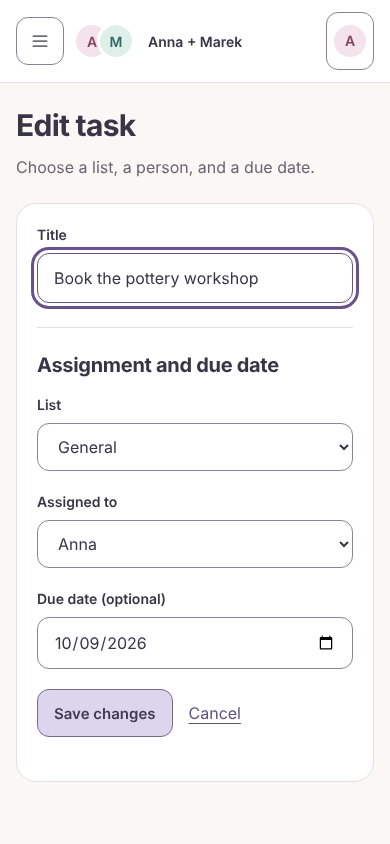 A M Anna + Marek A
Edit task
Choose a list, a person, and a due date.
Title
Book the pottery workshop
Assignment and due date
List
General
Assigned to
Anna
Due date (optional)
10/09/2026
Save changes Cancel